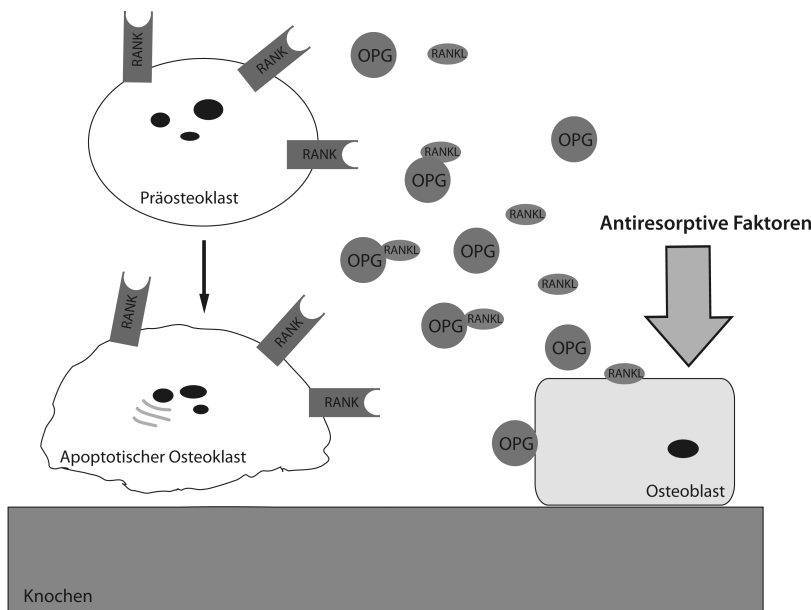 RANK
RANK
OPG
RANKL
RANK
RANKL
OPG
OPG
Präosteoklast
RANKL
Antiresorptive Faktoren
OPG
RANKL
OPG
RANKL
RANK
RANK
OPG
RANKL
OPG
RANKL
RANK
OPG
Apoptotischer Osteoklast
Osteoblast
Knochen